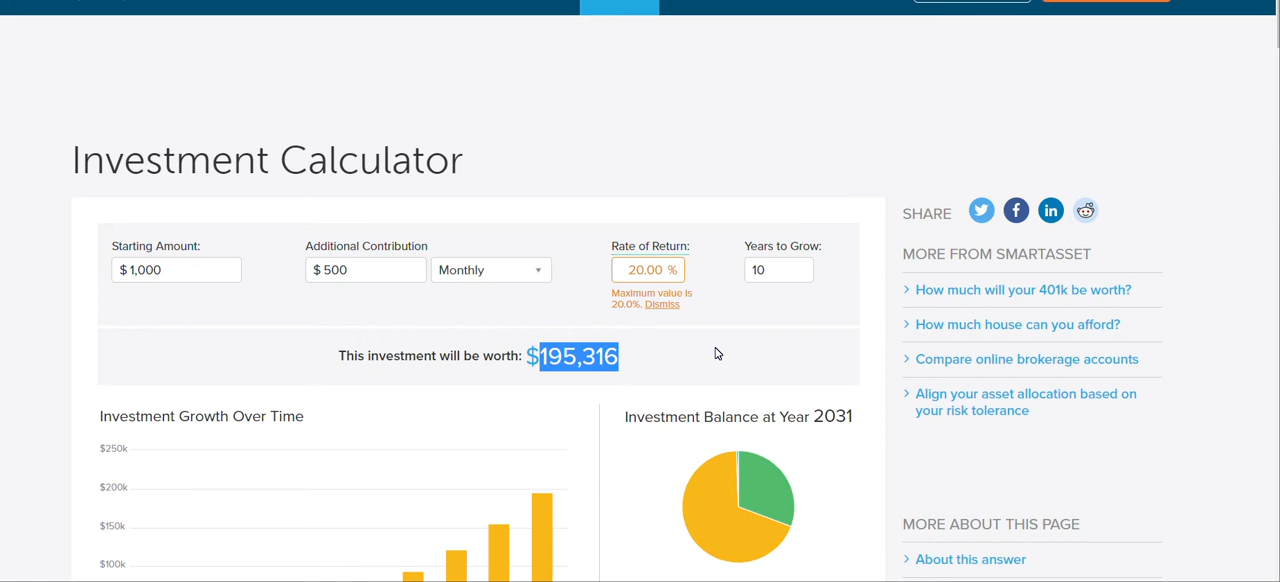 Investment Calculator
SHARE
MORE FROM SMARTASSET
Starting Amount:
Additional Contribution
Rate of Return:
Years to Grow:
$ 1,000
$ 500
Monthly
20.00 %
10
Maximum value is
20.0%. Dismiss
How much will your 401k be worth?
How much house can you afford?
This investment will be worth: $195,316
Compare online brokerage accounts
Align your asset allocation based on
your risk tolerance
Investment Growth Over Time
$250k
$200k
$150k
$100k
Investment Balance at Year 2031
MORE ABOUT THIS PAGE
About this answer